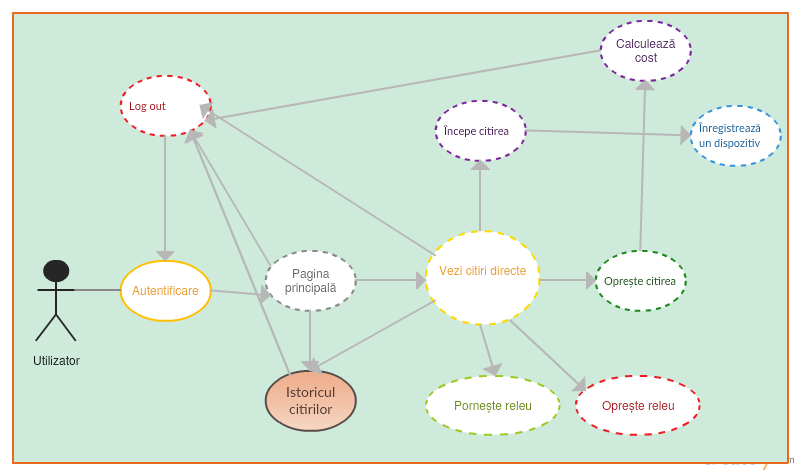 Calculează
cost
Log out
Începe citirea
Înregistrează
un dispozitiv
Vezi citiri directe
Pagina
principală
Oprește citirea
Autentificare
Utilizator
Istoricul
citirilor
Pornește releu
Oprește releu